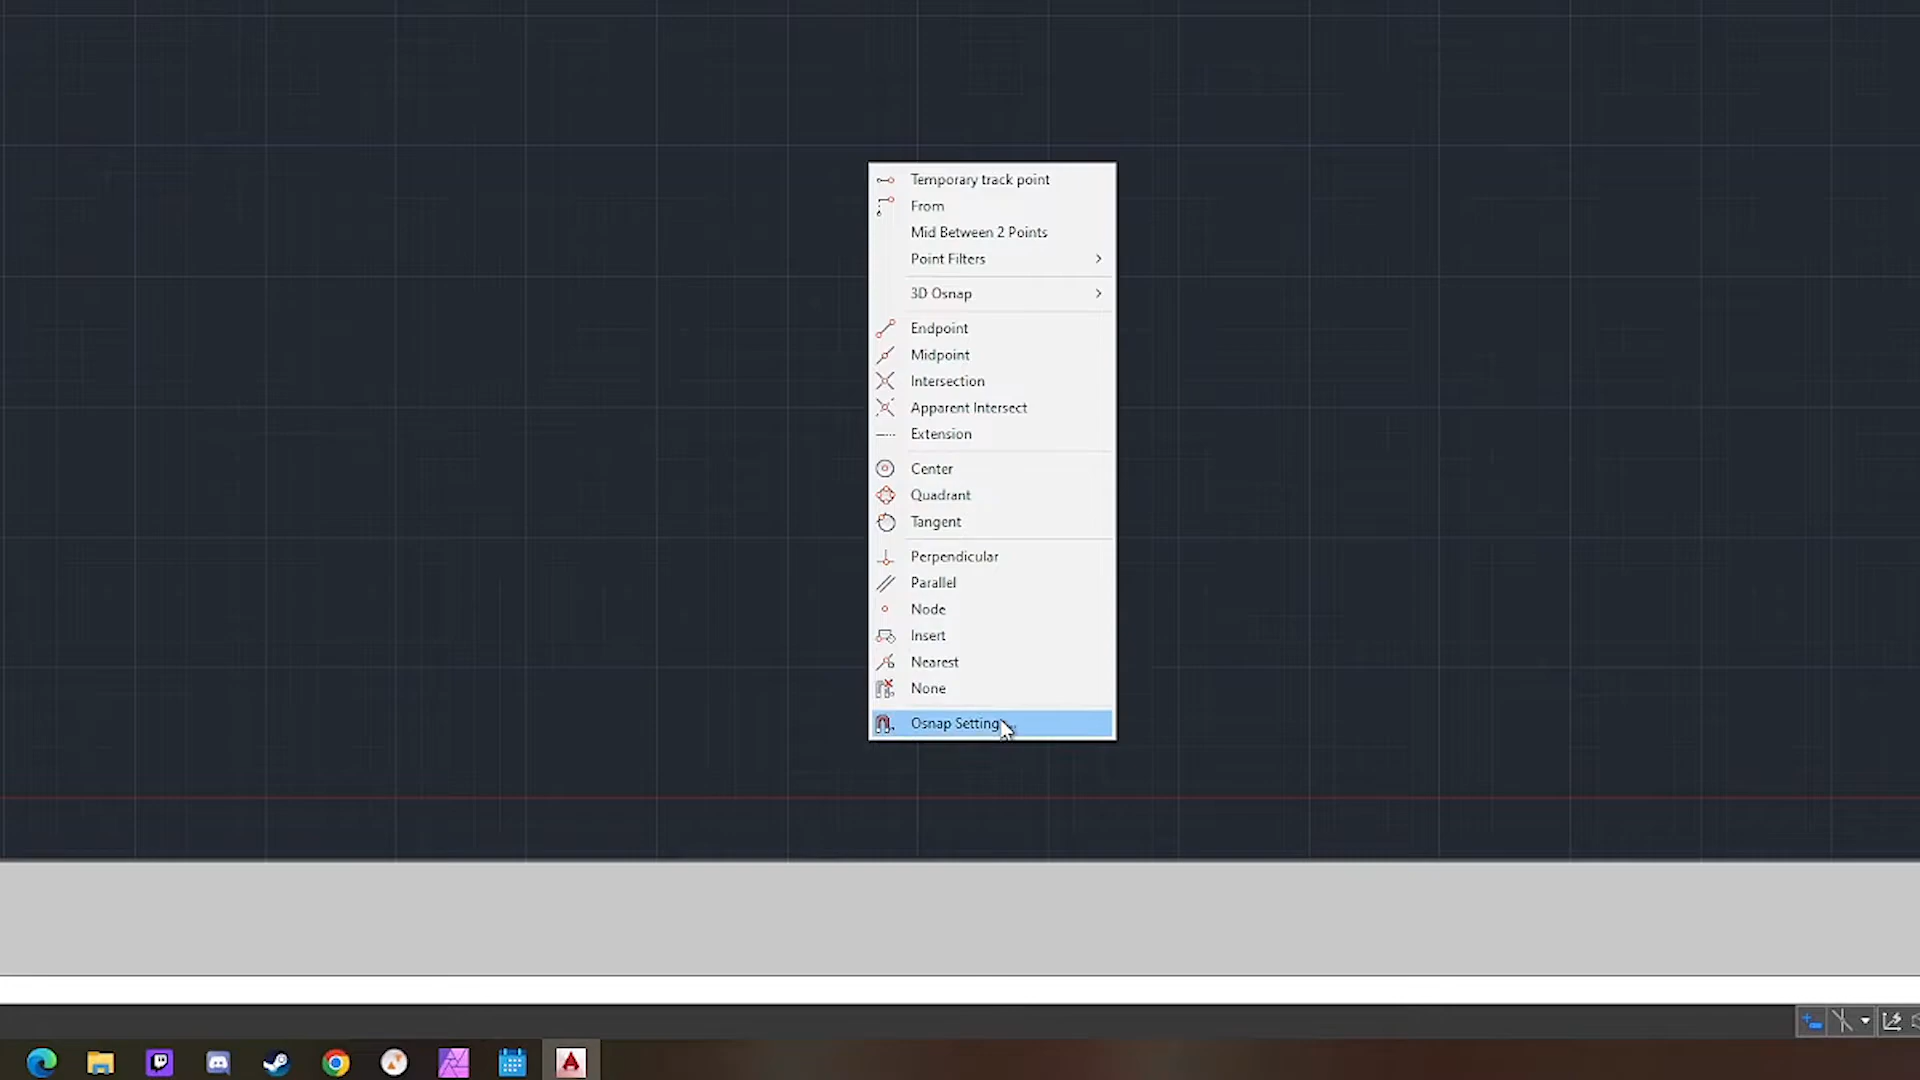 Temporary track point
From
Mid Between 2 Points
Point Filters
3D Osnap
Endpoint
Midpoint
Intersection
Apparent Intersect
Extension
Center
Quadrant
Tangent
Perpendicular
Parallel
Node
Insert
Nearest
None
Osnap Setting